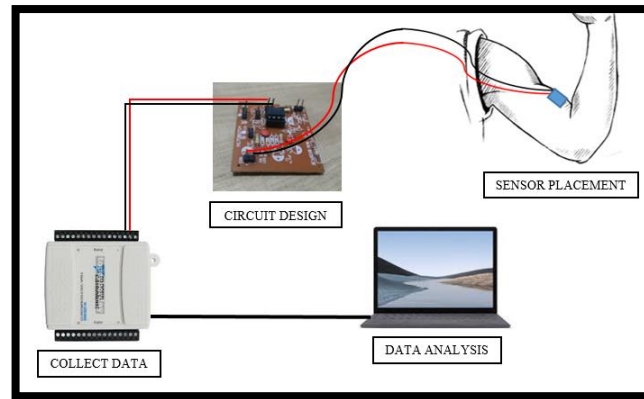 SENSOR PLACEMENT
CIRCUIT DESIGN
COLLECT DATA
DATA ANALYSIS